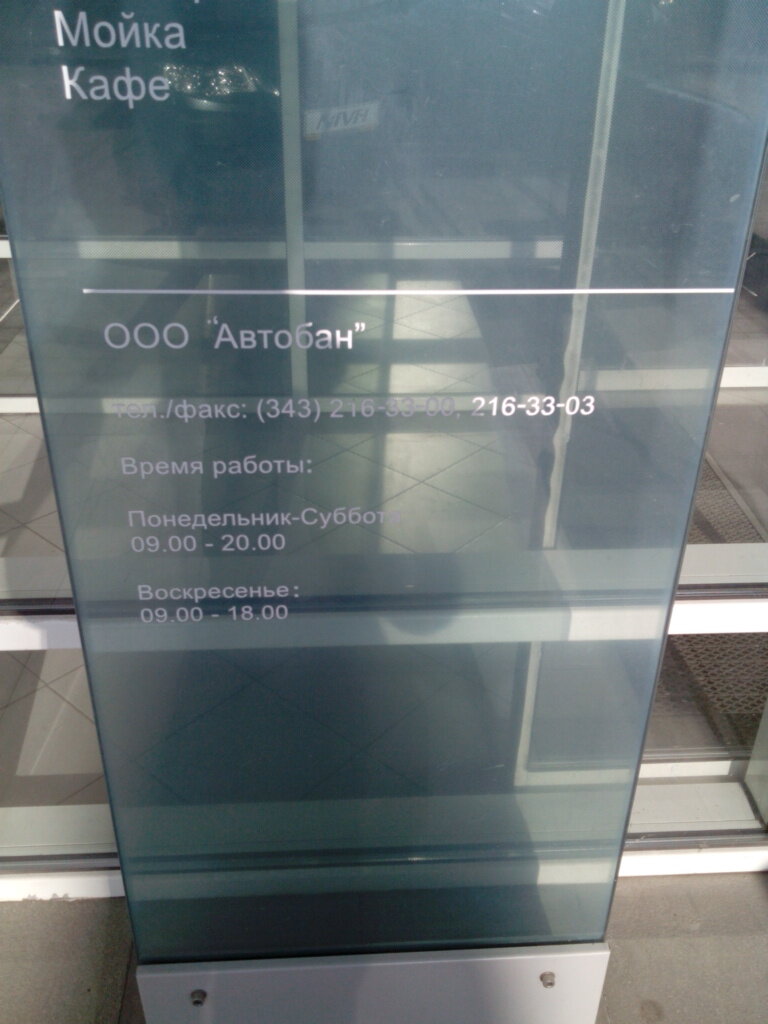 Мойка
Кафе
ООО “Автобан”
тел./факс: (343) 216-33-00, 216-33-03
Время работы:
Понедельник-Суббота
09.00 - 20.00
Воскресенье:
09.00 - 18.00